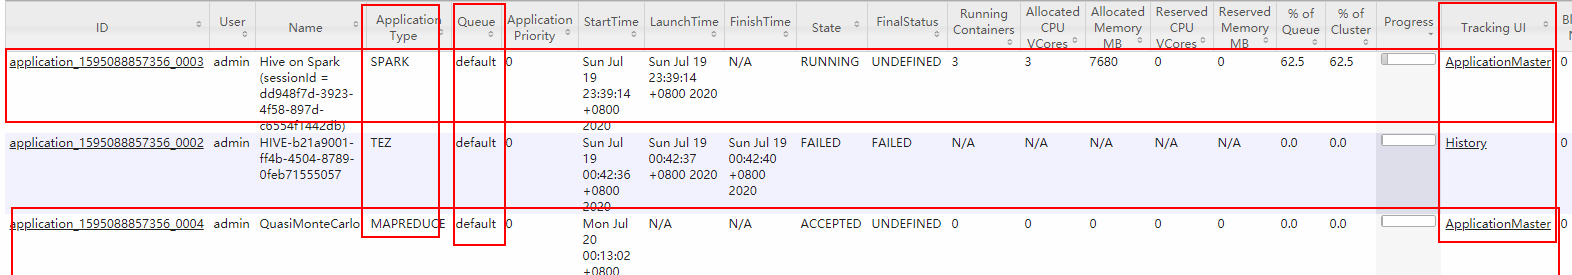 ID User Name Application Type Queue Application Priority StartTime LaunchTime FinishTime State FinalStatus Running Containers Allocated CPU VCores Allocated Memory MB Reserved CPU VCores Reserved Memory MB % of Queue % of Cluster Progress Tracking UI
application_1595088857356_0003 admin Hive on Spark SPARK default 0 Sun Jul Sun Jul 19 N/A RUNNING UNDEFINED 3 3 7680 0 0 62.5 62.5 ApplicationMaster 0
(sessionId = 19 23:39:14
dd948f7d-3923- 23:39:14 +0800 2020
4f58-897d- +0800
c6554f1442db) 2020
application_1595088857356_0002 admin HIVE-b21a9001- TEZ default 0 Sun Jul Sun Jul 19 Sun Jul 19 FAILED FAILED N/A N/A N/A N/A N/A 0.0 0.0 History 0
ff4b-4504-8789- 19 00:42:37 00:42:40
0feb71555057 00:42:36 +0800 2020 +0800
+0800 2020
2020
application_1595088857356_0004 admin QuasiMonteCarlo MAPREDUCE default 0 Mon Jul N/A N/A ACCEPTED UNDEFINED 0 0 0 0 0 0.0 0.0 ApplicationMaster 0
20
00:13:02
+0800